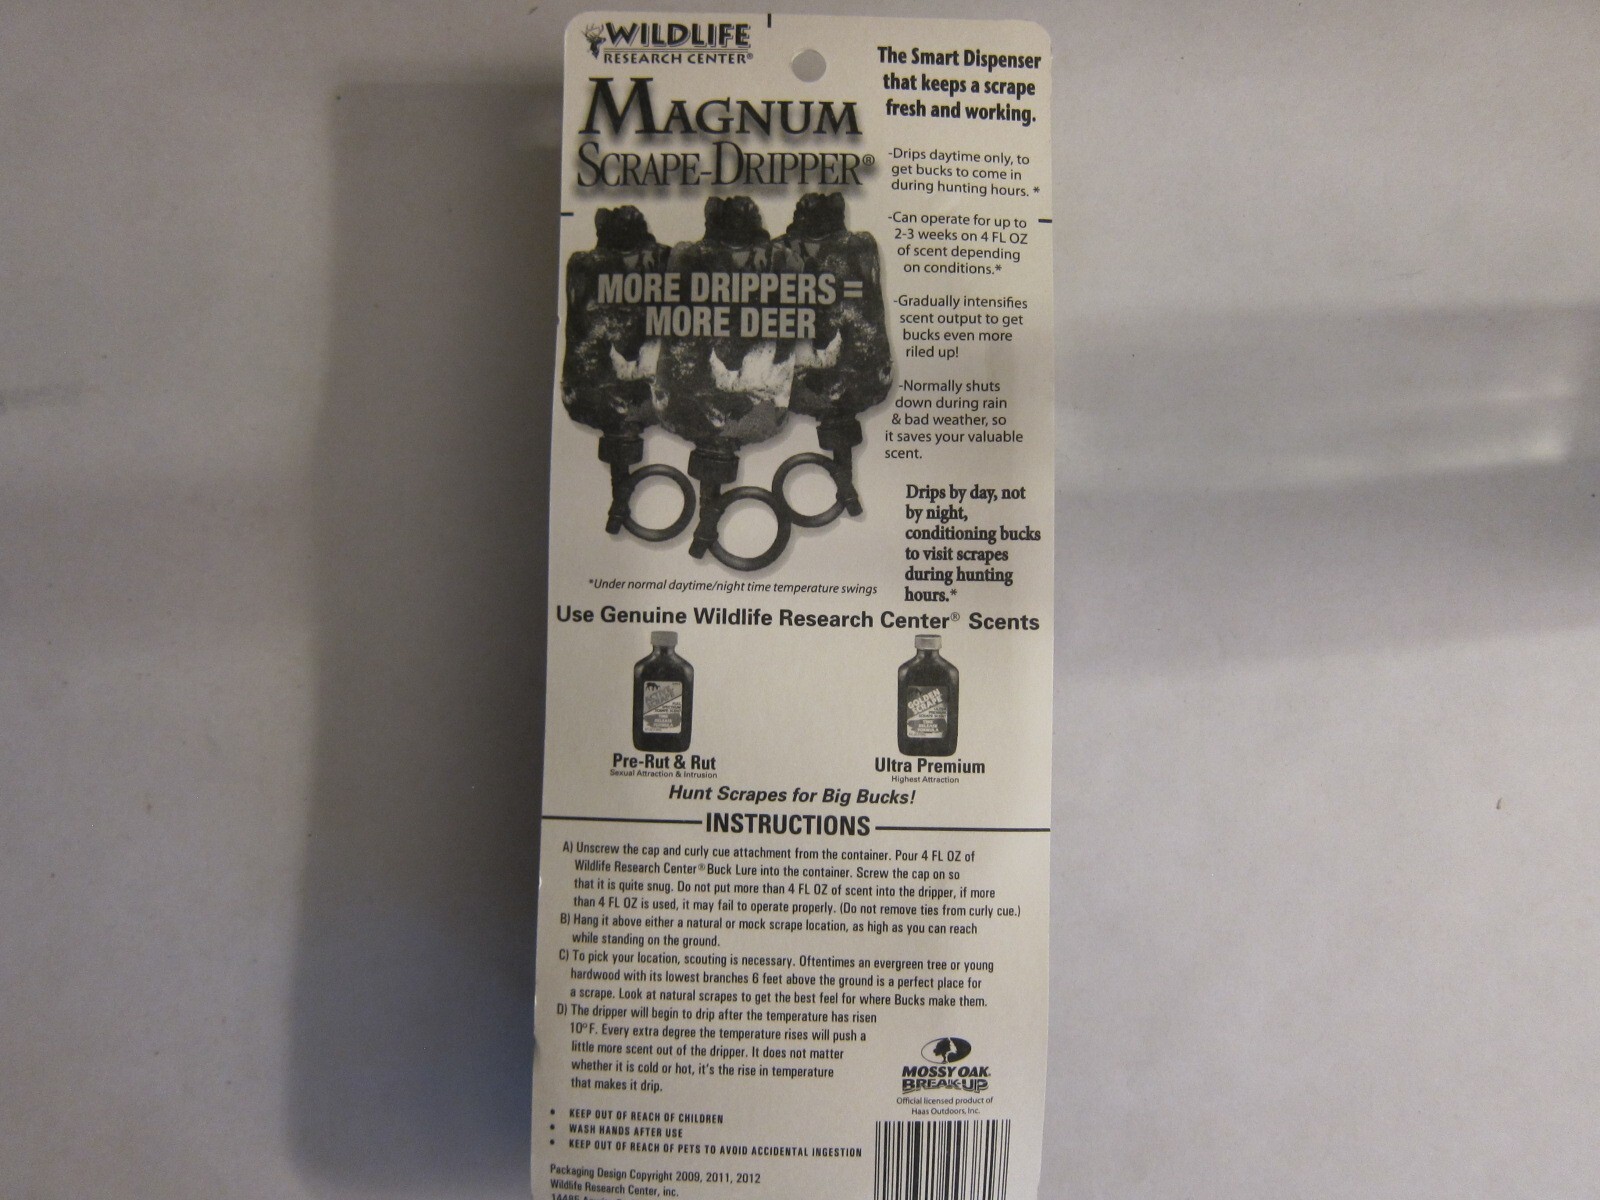 WILDLIFE
RESEARCH CENTER®
MAGNUM
SCRAPE-DRIPPER®
The Smart Dispenser
that keeps a scrape
fresh and working.
-Drips daytime only, to
get bucks to come in
during hunting hours. *
-Can operate for up to
2-3 weeks on 4 FL OZ
of scent depending
on conditions.*
-Gradually intensifies
scent output to get
bucks even more
riled up!
-Normally shuts
down during rain
& bad weather, so
it saves your valuable
scent.
MORE DRIPPERS =
MORE DEER
Drips by day, not
by night,
conditioning bucks
to visit scrapes
during hunting
hours.*
*Under normal daytime/night time temperature swings
Use Genuine Wildlife Research Center® Scents
GOLDEN
SCRAPE
Pre-Rut & Rut
Sexual Attraction & Intrusion
Ultra Premium
Highest Attraction
Hunt Scrapes for Big Bucks!
INSTRUCTIONS
A) Unscrew the cap and curly cue attachment from the container. Pour 4 FL OZ of
Wildlife Research Center® Buck Lure into the container. Screw the cap on so
that it is quite snug. Do not put more than 4 FL OZ of scent into the dripper, if more
than 4 FL OZ is used, it may fail to operate properly. (Do not remove ties from curly cue.)
B) Hang it above either a natural or mock scrape location, as high as you can reach
while standing on the ground.
C) To pick your location, scouting is necessary. Oftentimes an evergreen tree or young
hardwood with its lowest branches 6 feet above the ground is a perfect place for
a scrape. Look at natural scrapes to get the best feel for where Bucks make them.
D) The dripper will begin to drip after the temperature has risen
10°F. Every extra degree the temperature rises will push a
little more scent out of the dripper. It does not matter
whether it is cold or hot, it's the rise in temperature
that makes it drip.
MOSSY OAK®
BREAK-UP
Official licensed product of
Haas Outdoors, Inc.
• KEEP OUT OF REACH OF CHILDREN
• WASH HANDS AFTER USE
• KEEP OUT OF REACH OF PETS TO AVOID ACCIDENTAL INGESTION
Packaging Design Copyright 2009, 2011, 2012
Wildlife Research Center, inc.